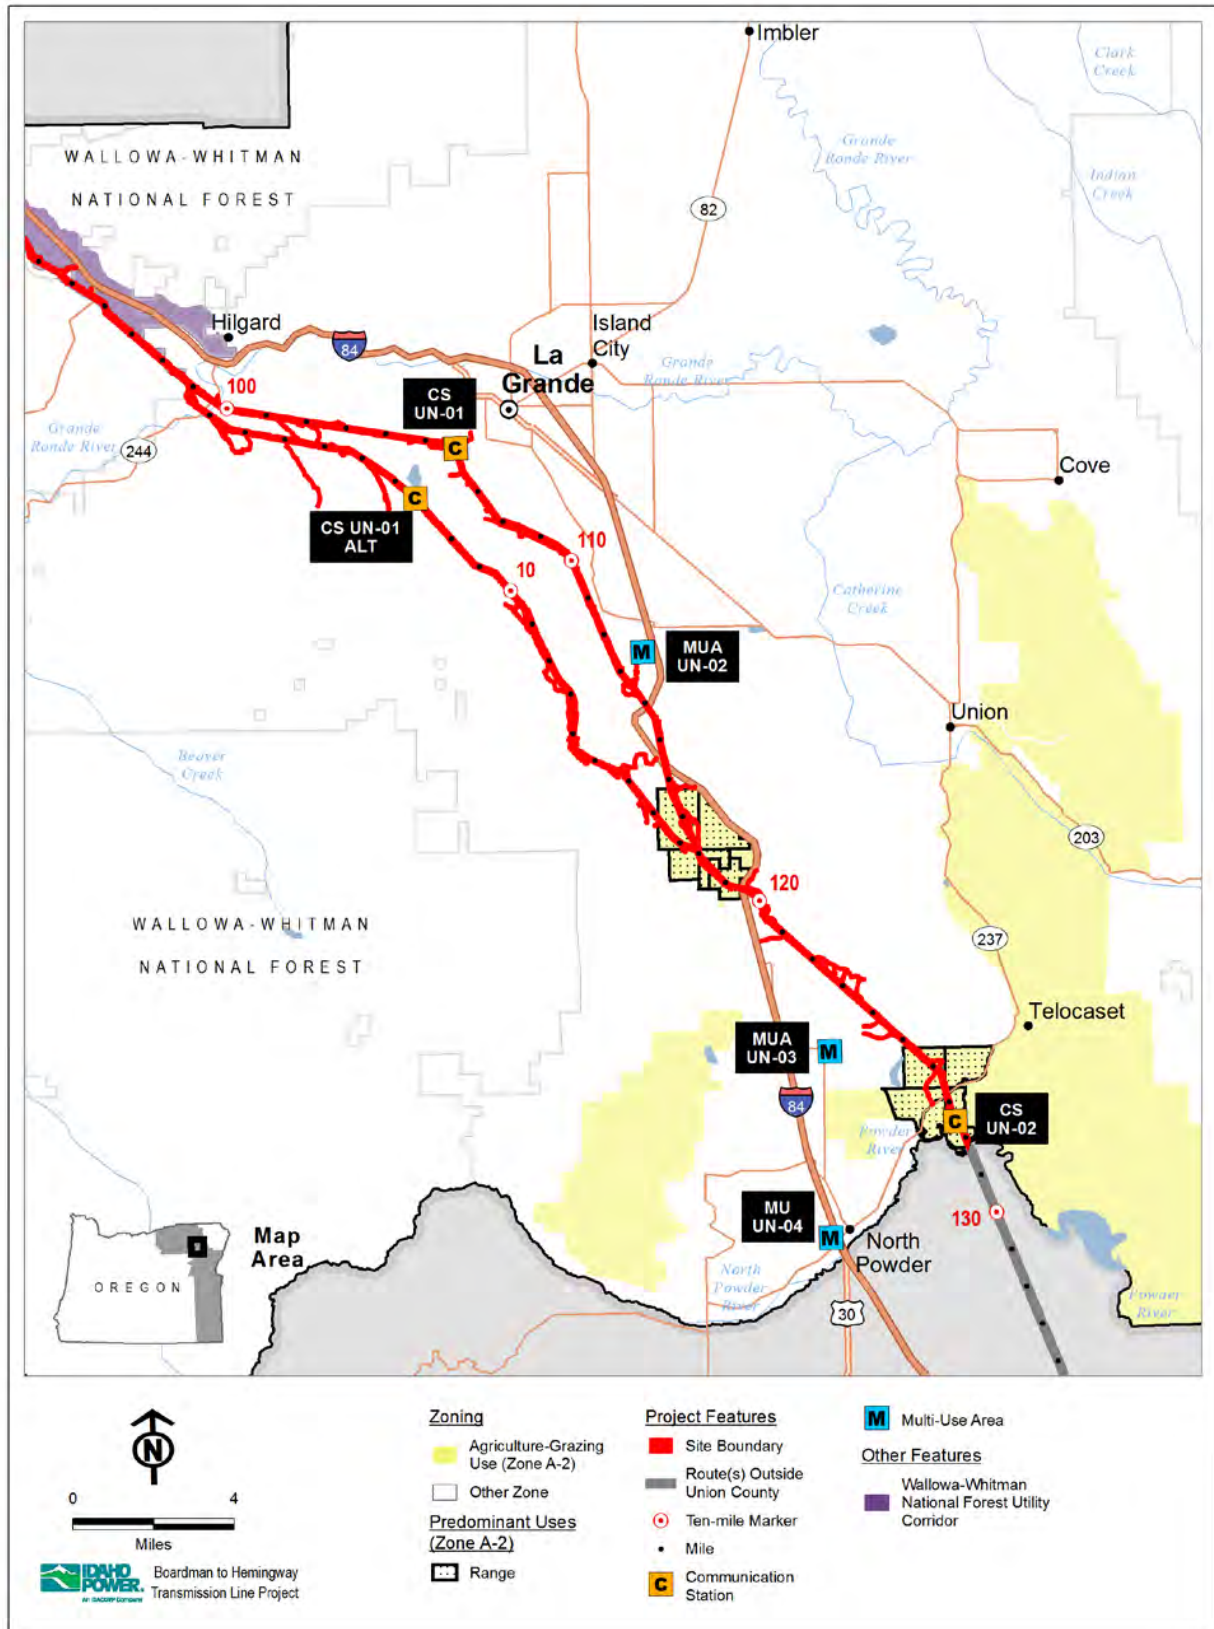 Imbler
Clark
Creek
WALLOWA-WHITMAN
NATIONAL FOREST
Grande
Ronde River
Indian
Creek
82
Hilgard
84
Island
City
La
Grande
Grande
Ronde River
100
CS
UN-01
Grande
Ronde River
244
C
Cove
C
CS UN-01
ALT
110
10
Catherine
Creek
M
MUA
UN-02
Union
Beaver
Creek
203
120
WALLOWA-WHITMAN
NATIONAL FOREST
237
Telocaset
MUA
UN-03
M
84
C
CS
UN-02
Powder
River
MU
UN-04
M
130
North
Powder
North
Powder
River
Powder
River
30
OREGON
Map
Area
N
0 4
Miles
IDAHO
POWER.
An IDACORP Company
Boardman to Hemingway
Transmission Line Project
Zoning
Agriculture-Grazing
Use (Zone A-2)
Other Zone
Predominant Uses
(Zone A-2)
Range
Project Features
Site Boundary
Route(s) Outside
Union County
Ten-mile Marker
Mile
C
Communication
Station
M
Multi-Use Area
Other Features
Wallowa-Whitman
National Forest Utility
Corridor